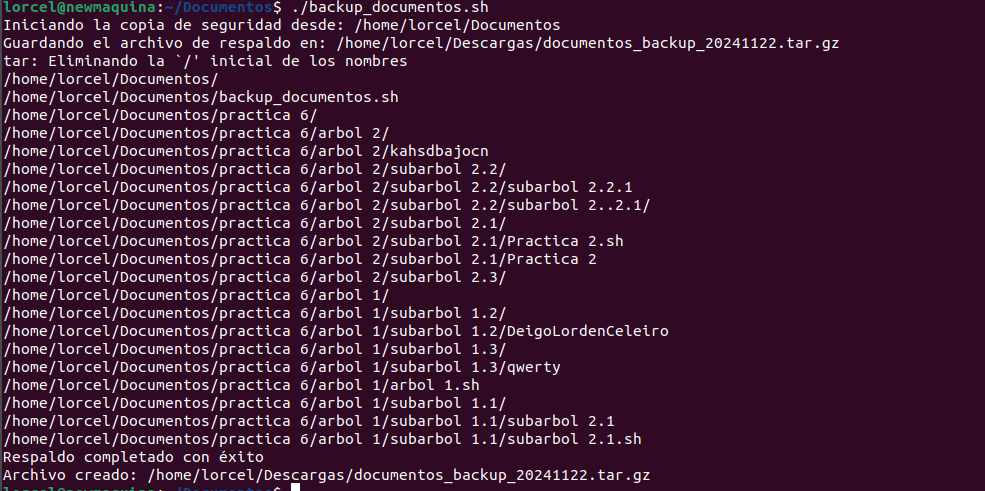 lorcel@newmaquina:~/Documentos$ ./backup_documentos.sh
Iniciando la copia de seguridad desde: /home/lorcel/Documentos
Guardando el archivo de respaldo en: /home/lorcel/Descargas/documentos_backup_20241122.tar.gz
tar: Eliminando la `/' inicial de los nombres
/home/lorcel/Documentos/
/home/lorcel/Documentos/backup_documentos.sh
/home/lorcel/Documentos/practica 6/
/home/lorcel/Documentos/practica 6/arbol 2/
/home/lorcel/Documentos/practica 6/arbol 2/kahsdbajocn
/home/lorcel/Documentos/practica 6/arbol 2/subarbol 2.2/
/home/lorcel/Documentos/practica 6/arbol 2/subarbol 2.2/subarbol 2.2.1
/home/lorcel/Documentos/practica 6/arbol 2/subarbol 2.2/subarbol 2..2.1/
/home/lorcel/Documentos/practica 6/arbol 2/subarbol 2.1/
/home/lorcel/Documentos/practica 6/arbol 2/subarbol 2.1/Practica 2.sh
/home/lorcel/Documentos/practica 6/arbol 2/subarbol 2.1/Practica 2
/home/lorcel/Documentos/practica 6/arbol 2/subarbol 2.3/
/home/lorcel/Documentos/practica 6/arbol 1/
/home/lorcel/Documentos/practica 6/arbol 1/subarbol 1.2/
/home/lorcel/Documentos/practica 6/arbol 1/subarbol 1.2/DeigoLordenCeleiro
/home/lorcel/Documentos/practica 6/arbol 1/subarbol 1.3/
/home/lorcel/Documentos/practica 6/arbol 1/subarbol 1.3/qwerty
/home/lorcel/Documentos/practica 6/arbol 1/arbol 1.sh
/home/lorcel/Documentos/practica 6/arbol 1/subarbol 1.1/
/home/lorcel/Documentos/practica 6/arbol 1/subarbol 1.1/subarbol 2.1
/home/lorcel/Documentos/practica 6/arbol 1/subarbol 1.1/subarbol 2.1.sh
Respaldo completado con éxito
Archivo creado: /home/lorcel/Descargas/documentos_backup_20241122.tar.gz
lorcel@newmaquina:~/Documentos$